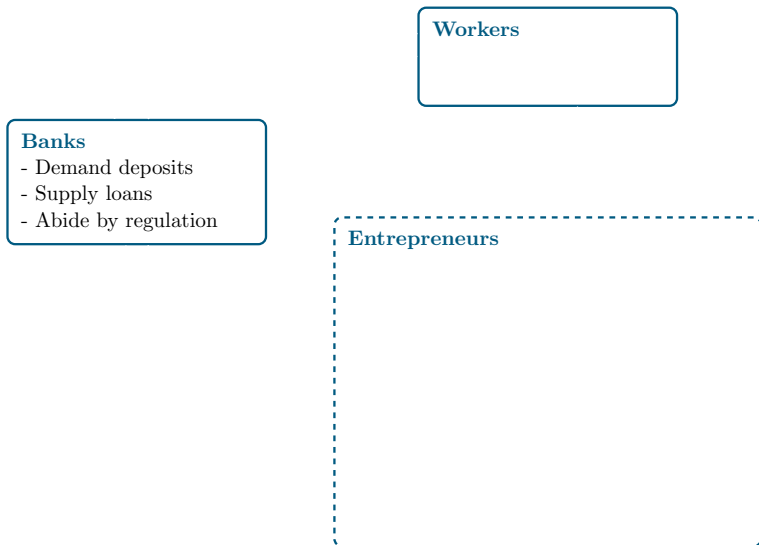 Workers
Banks
- Demand deposits
- Supply loans
- Abide by regulation
Entrepreneurs